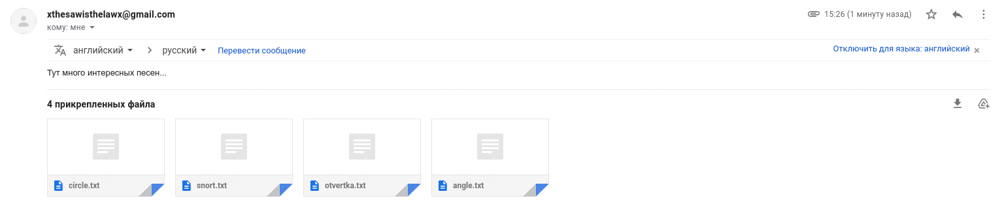 xthesawisthelawx@gmail.com
15:26 (1 минуту назад)
кому: мне
английский > русский Перевести сообщение
Отключить для языка: английский ×
Тут много интересных песен...
4 прикрепленных файла
circle.txt
snort.txt
otvertka.txt
angle.txt